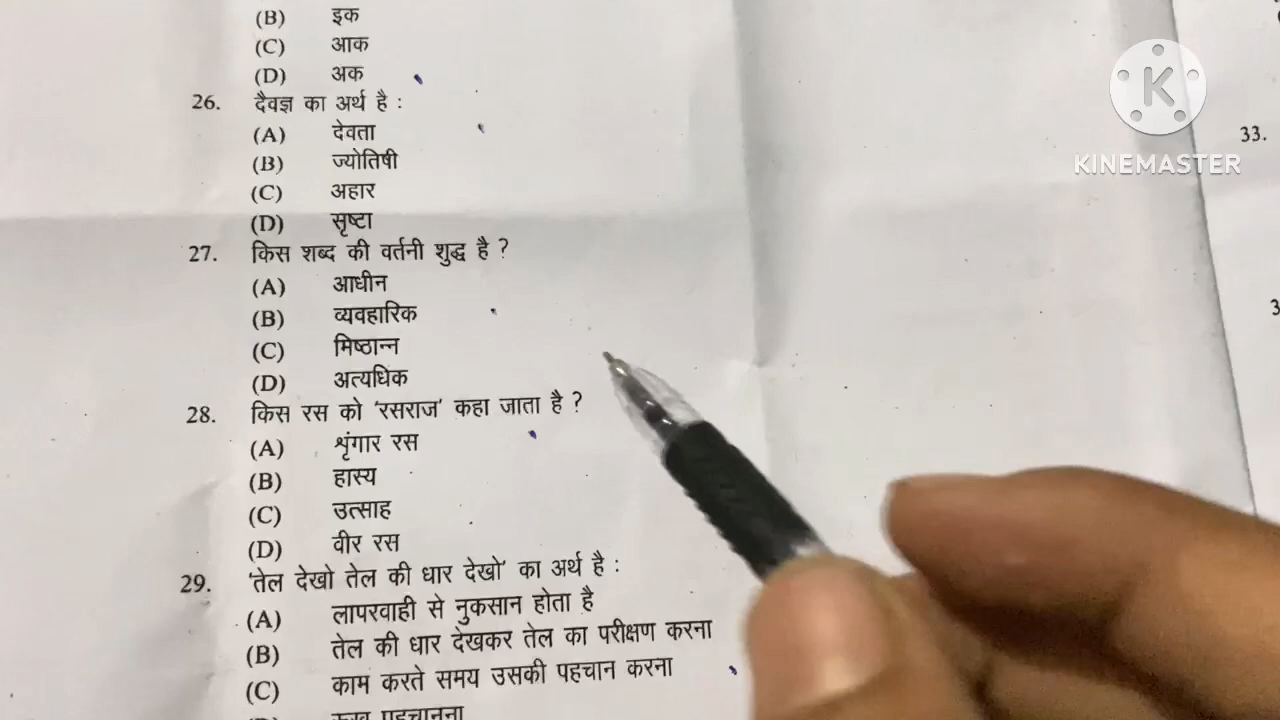 (B) इक
(C) आक
(D) अक
26. दैवज्ञ का अर्थ है :
(A) देवता
(B) ज्योतिषी
(C) अहार
(D) सृष्टा
27. किस शब्द की वर्तनी शुद्ध है ?
(A) आधीन
(B) व्यवहारिक
(C) मिष्ठान्न
(D) अत्यधिक
28. किस रस को 'रसराज' कहा जाता है ?
(A) शृंगार रस
(B) हास्य
(C) उत्साह
(D) वीर रस
29. 'तेल देखो तेल की धार देखो' का अर्थ है :
(A) लापरवाही से नुकसान होता है
(B) तेल की धार देखकर तेल का परीक्षण करना
(C) काम करते समय उसकी पहचान करना
पहचानना
33.
K
KINEMASTER